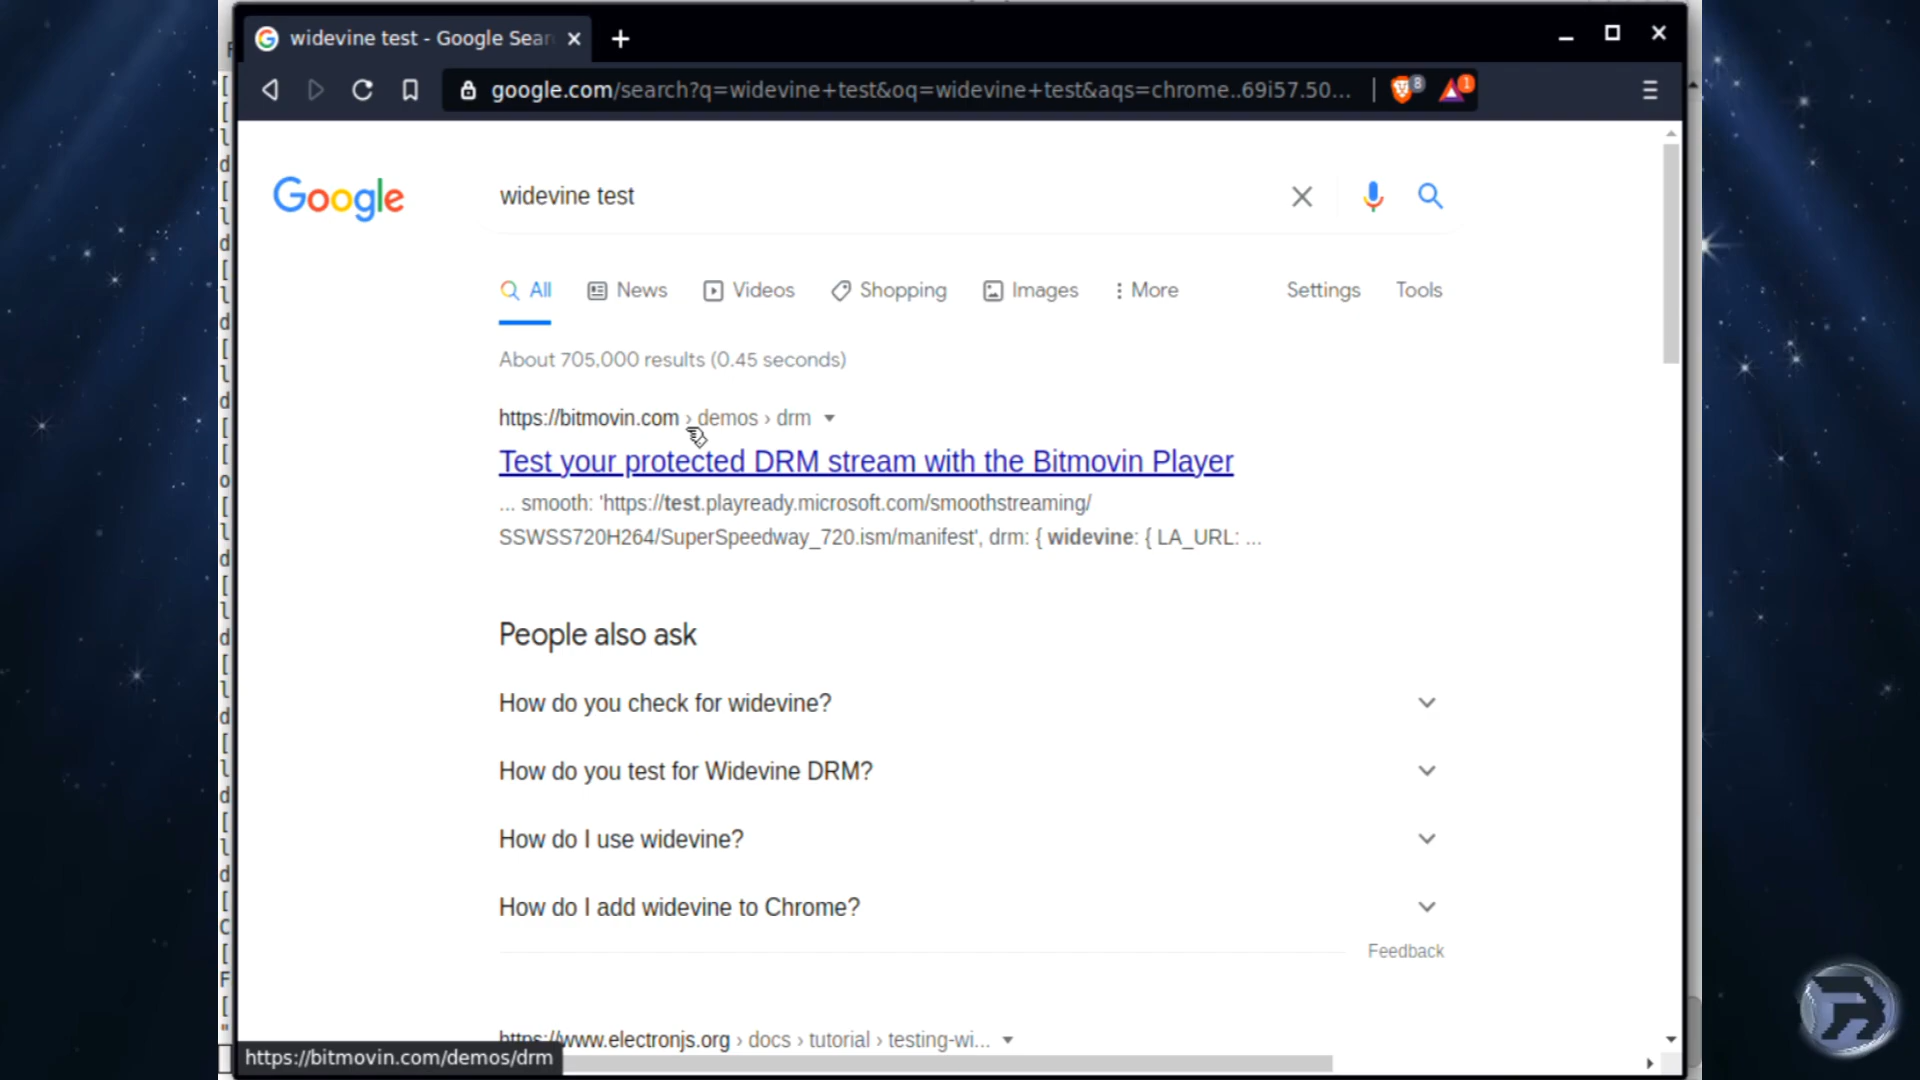 widevine test - Google Sear
google.com/search?q=widevine+test&oq=widevine+test&aqs=chrome..69i57.50...
8
1
Google
widevine test
All
News
Videos
Shopping
Images
More
Settings
Tools
About 705,000 results (0.45 seconds)
https://bitmovin.com › demos › drm
Test your protected DRM stream with the Bitmovin Player
... smooth: 'https://test.playready.microsoft.com/smoothstreaming/
SSWSS720H264/SuperSpeedway_720.ism/manifest', drm: { widevine: { LA_URL: ...
People also ask
How do you check for widevine?
How do you test for Widevine DRM?
How do I use widevine?
How do I add widevine to Chrome?
Feedback
https://www.electronjs.org › docs › tutorial › testing-wi...
https://bitmovin.com/demos/drm